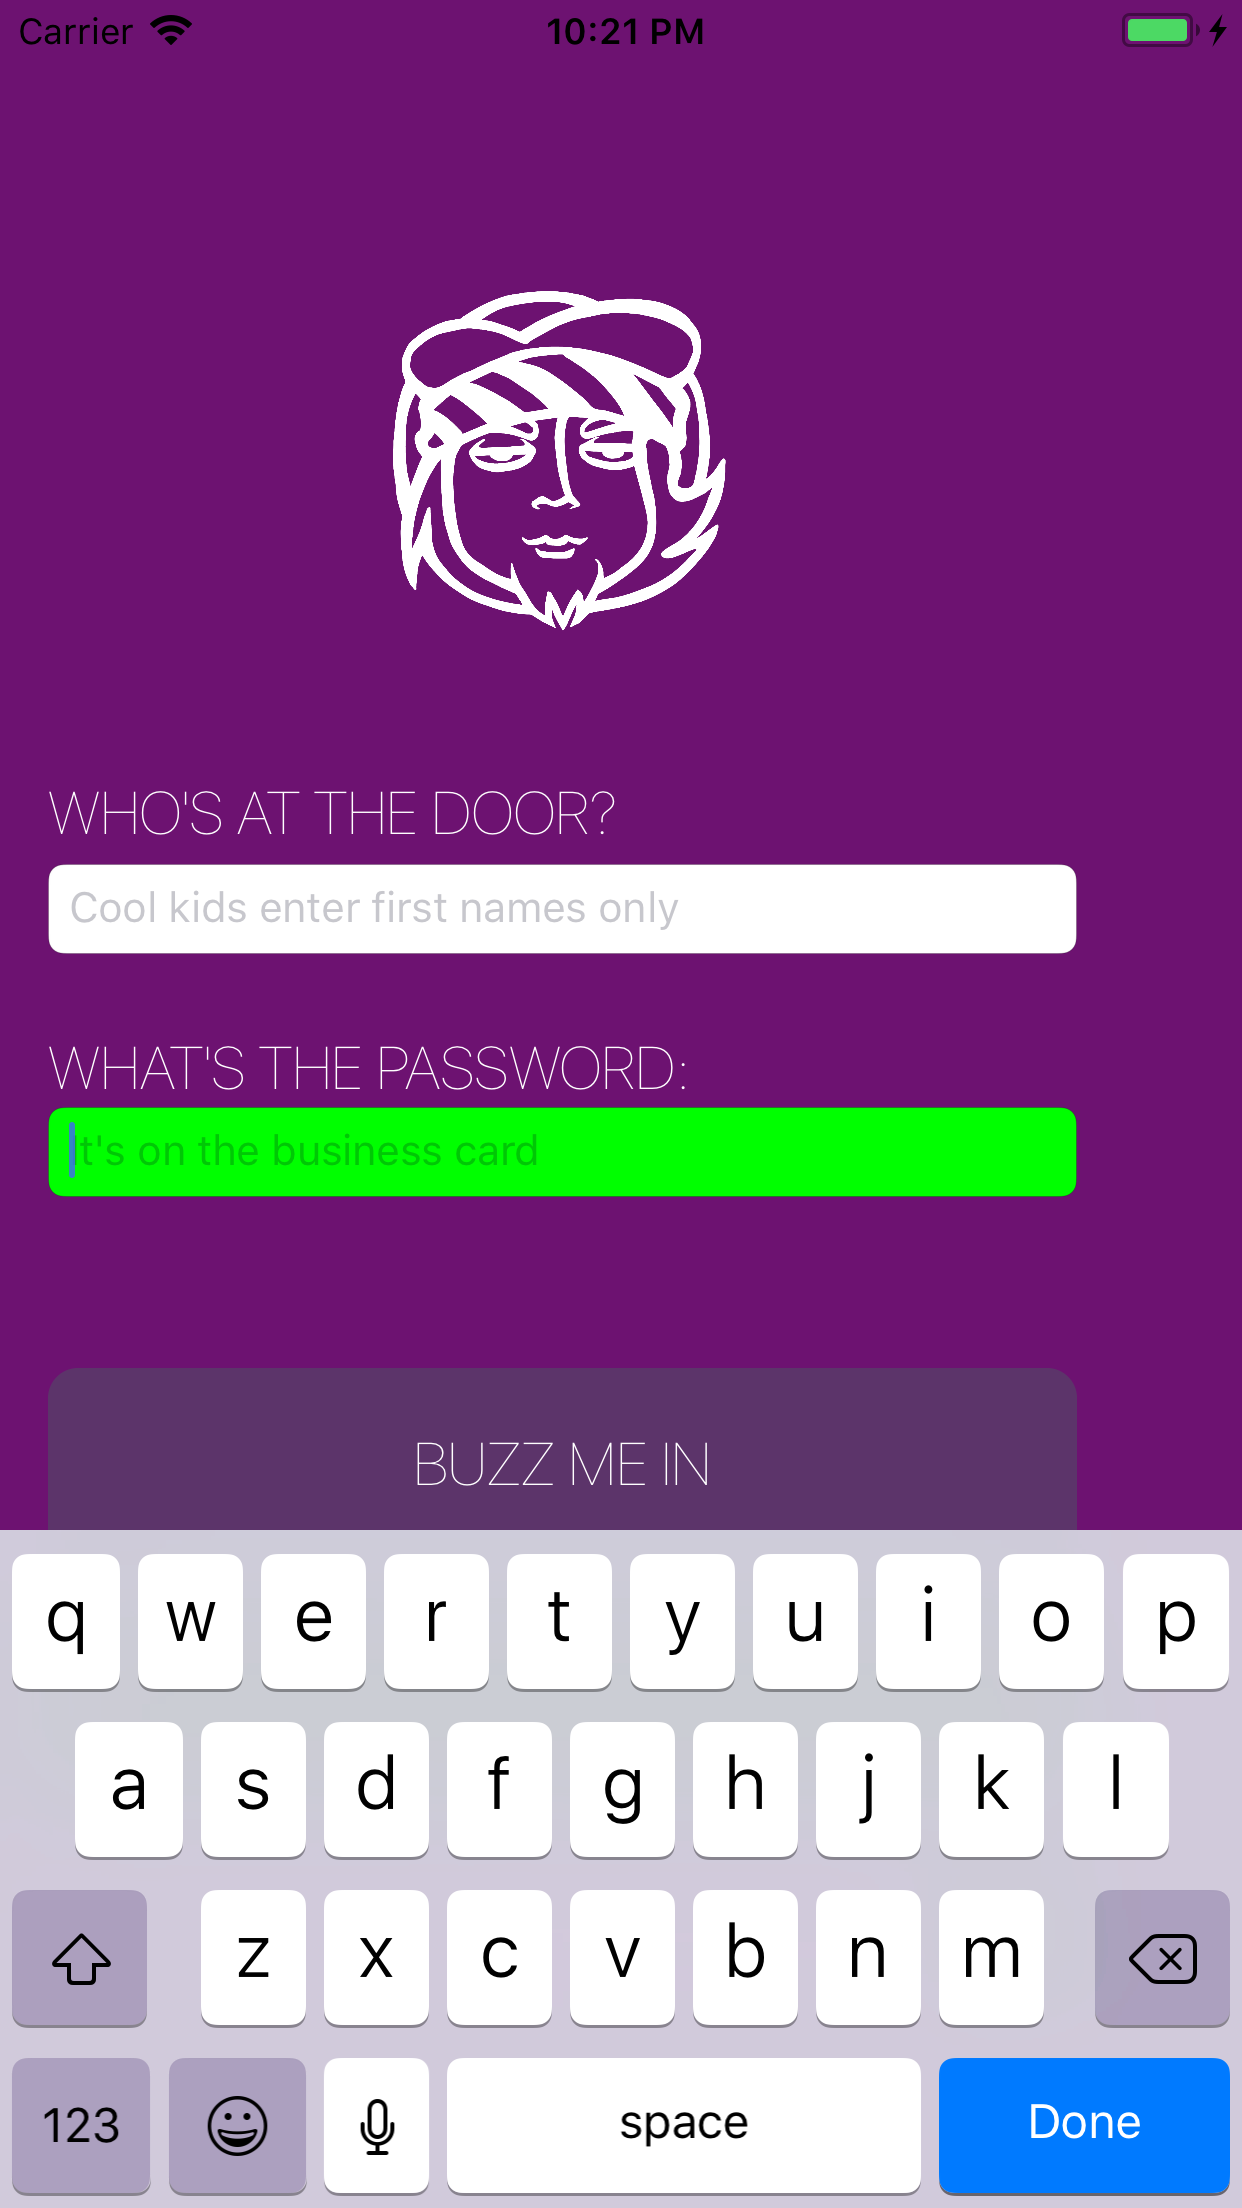 Carrier 10:21 PM
WHO'S AT THE DOOR?
Cool kids enter first names only
WHAT'S THE PASSWORD:
It's on the business card
BUZZ ME IN
q w e r t y u i o p
a s d f g h j k l
z x c v b n m
123 space Done